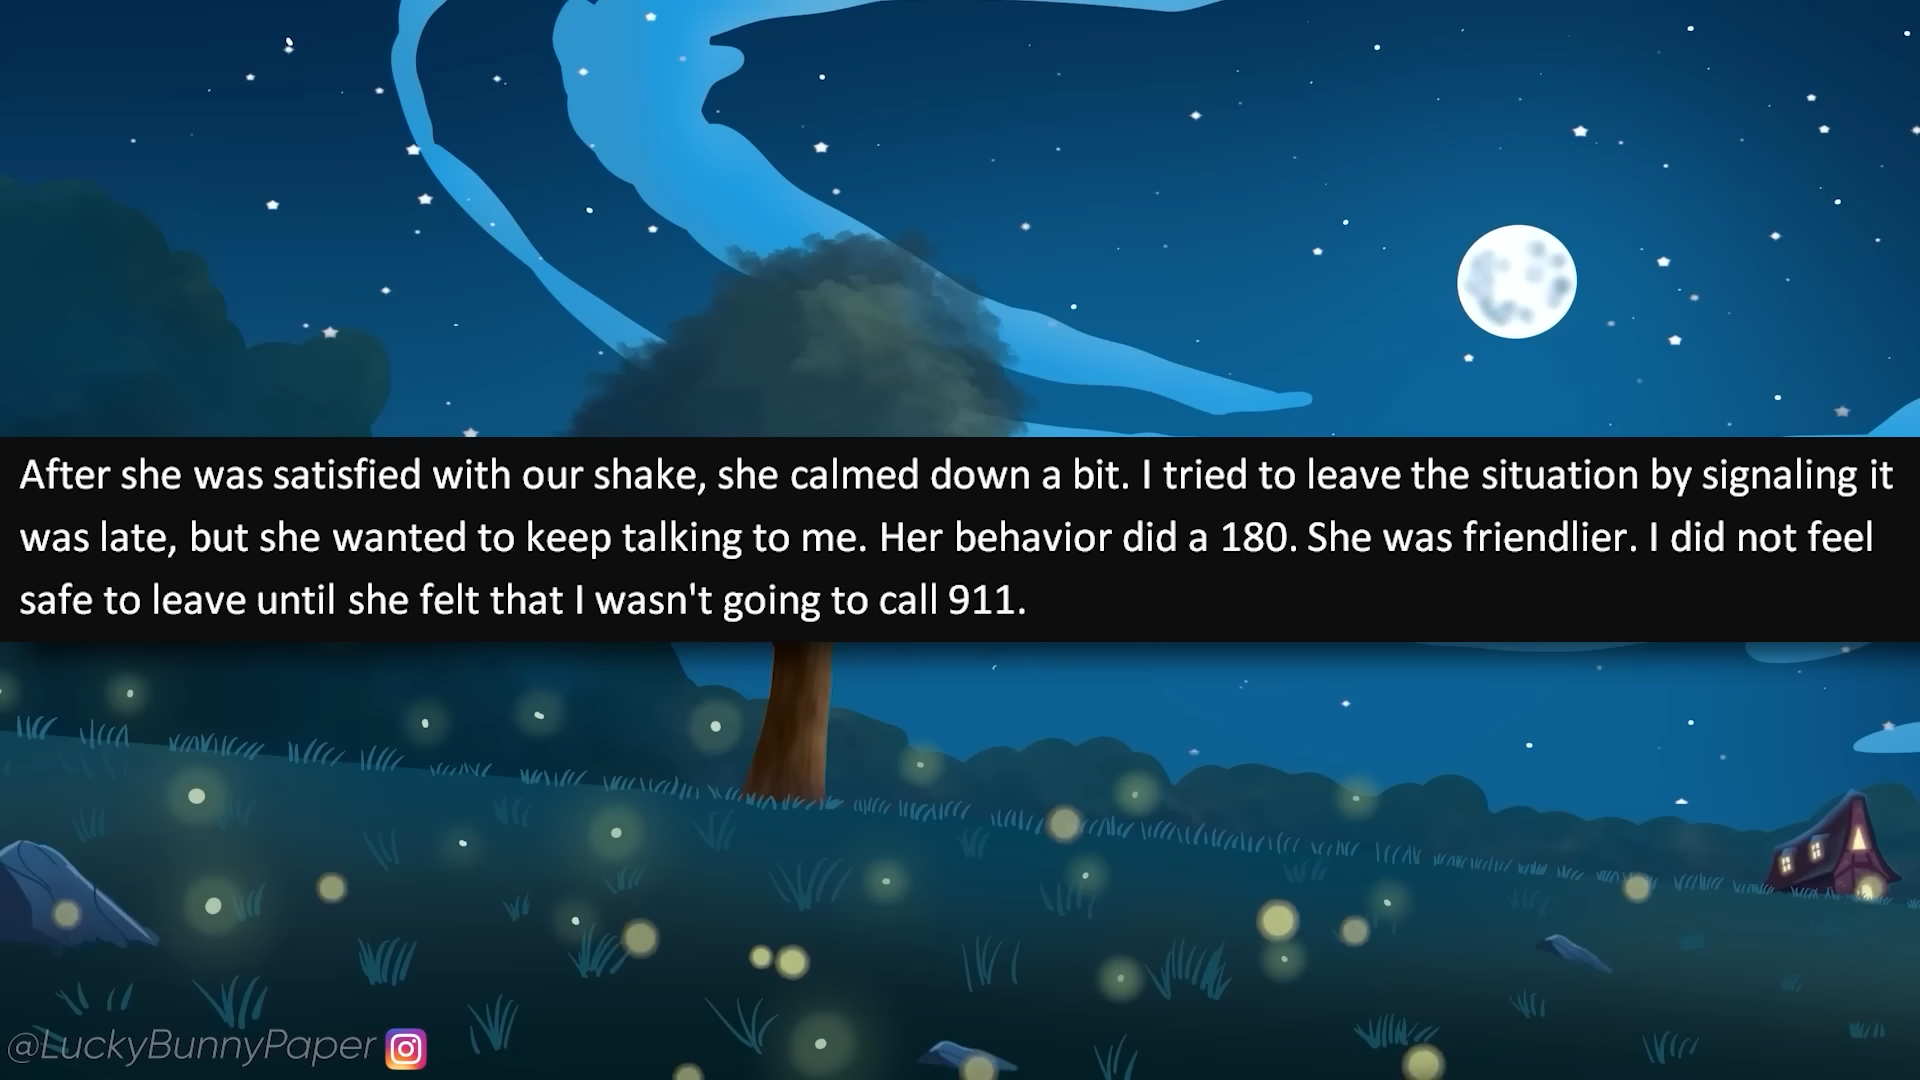 After she was satisfied with our shake, she calmed down a bit. I tried to leave the situation by signaling it
was late, but she wanted to keep talking to me. Her behavior did a 180. She was friendlier. I did not feel
safe to leave until she felt that I wasn't going to call 911.
@LuckyBunnyPaper